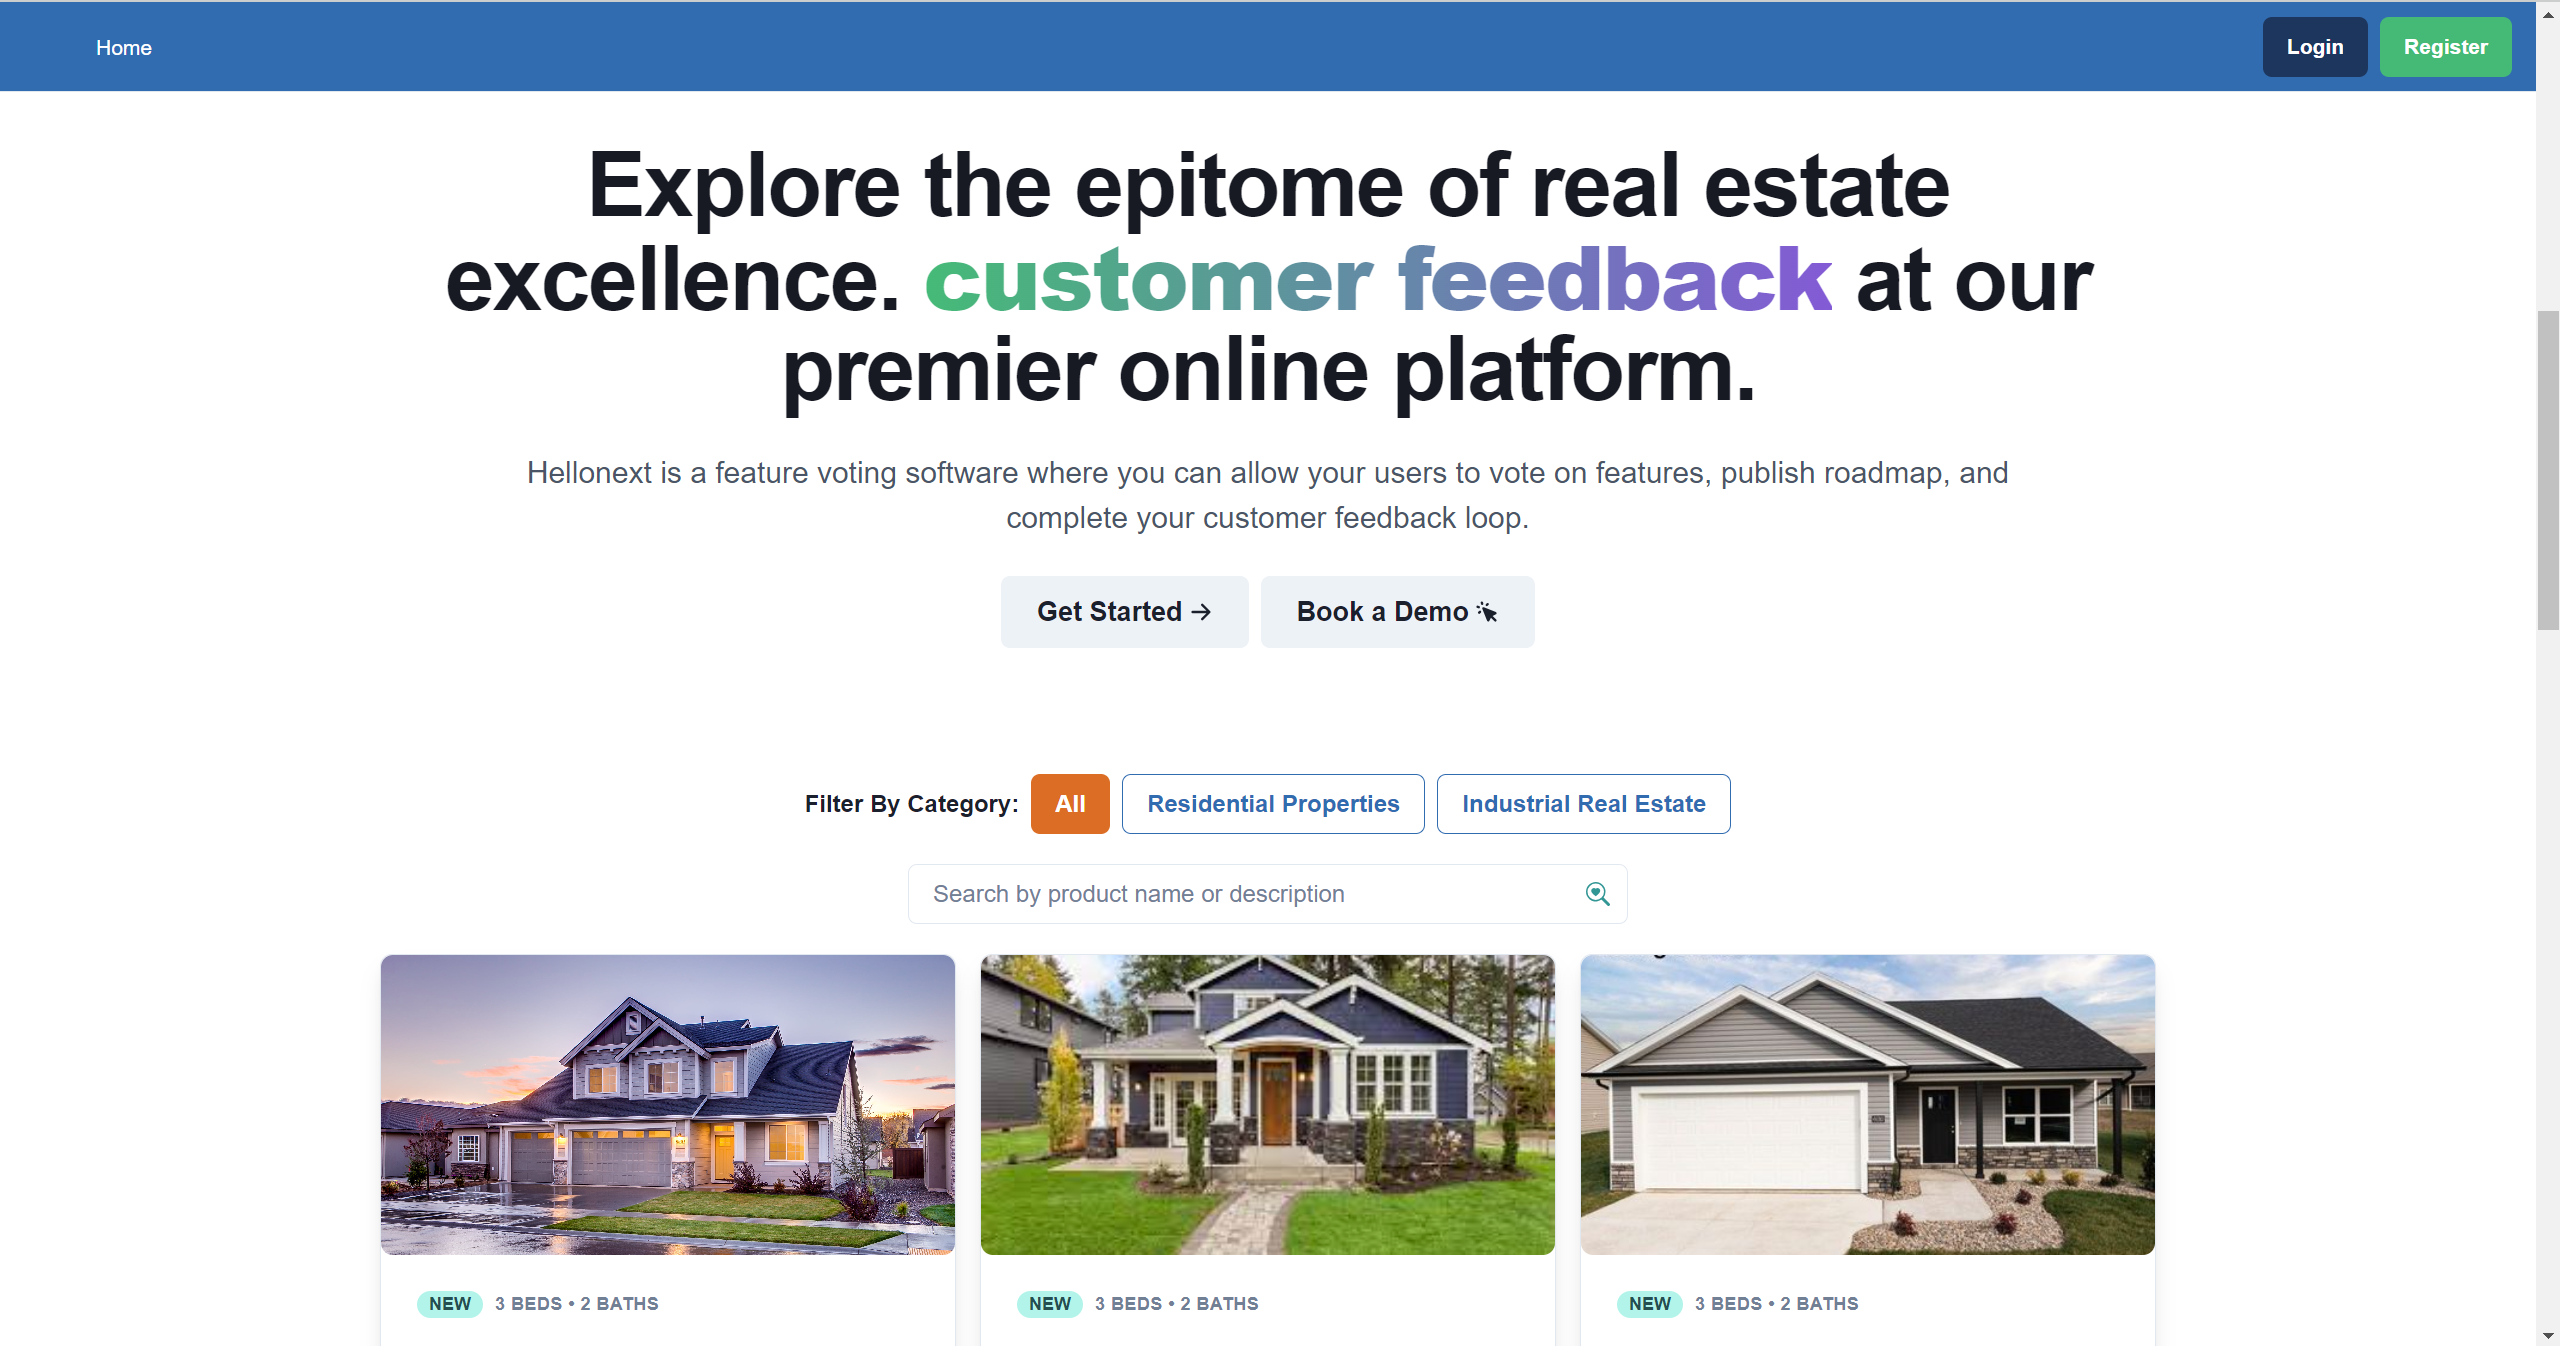 Home
Login
Register
Explore the epitome of real estate
excellence. customer feedback at our
premier online platform.
Hellonext is a feature voting software where you can allow your users to vote on features, publish roadmap, and
complete your customer feedback loop.
Get Started
Book a Demo
Filter By Category:
All
Residential Properties
Industrial Real Estate
Search by product name or description
NEW 3 BEDS • 2 BATHS
NEW 3 BEDS • 2 BATHS
NEW 3 BEDS • 2 BATHS